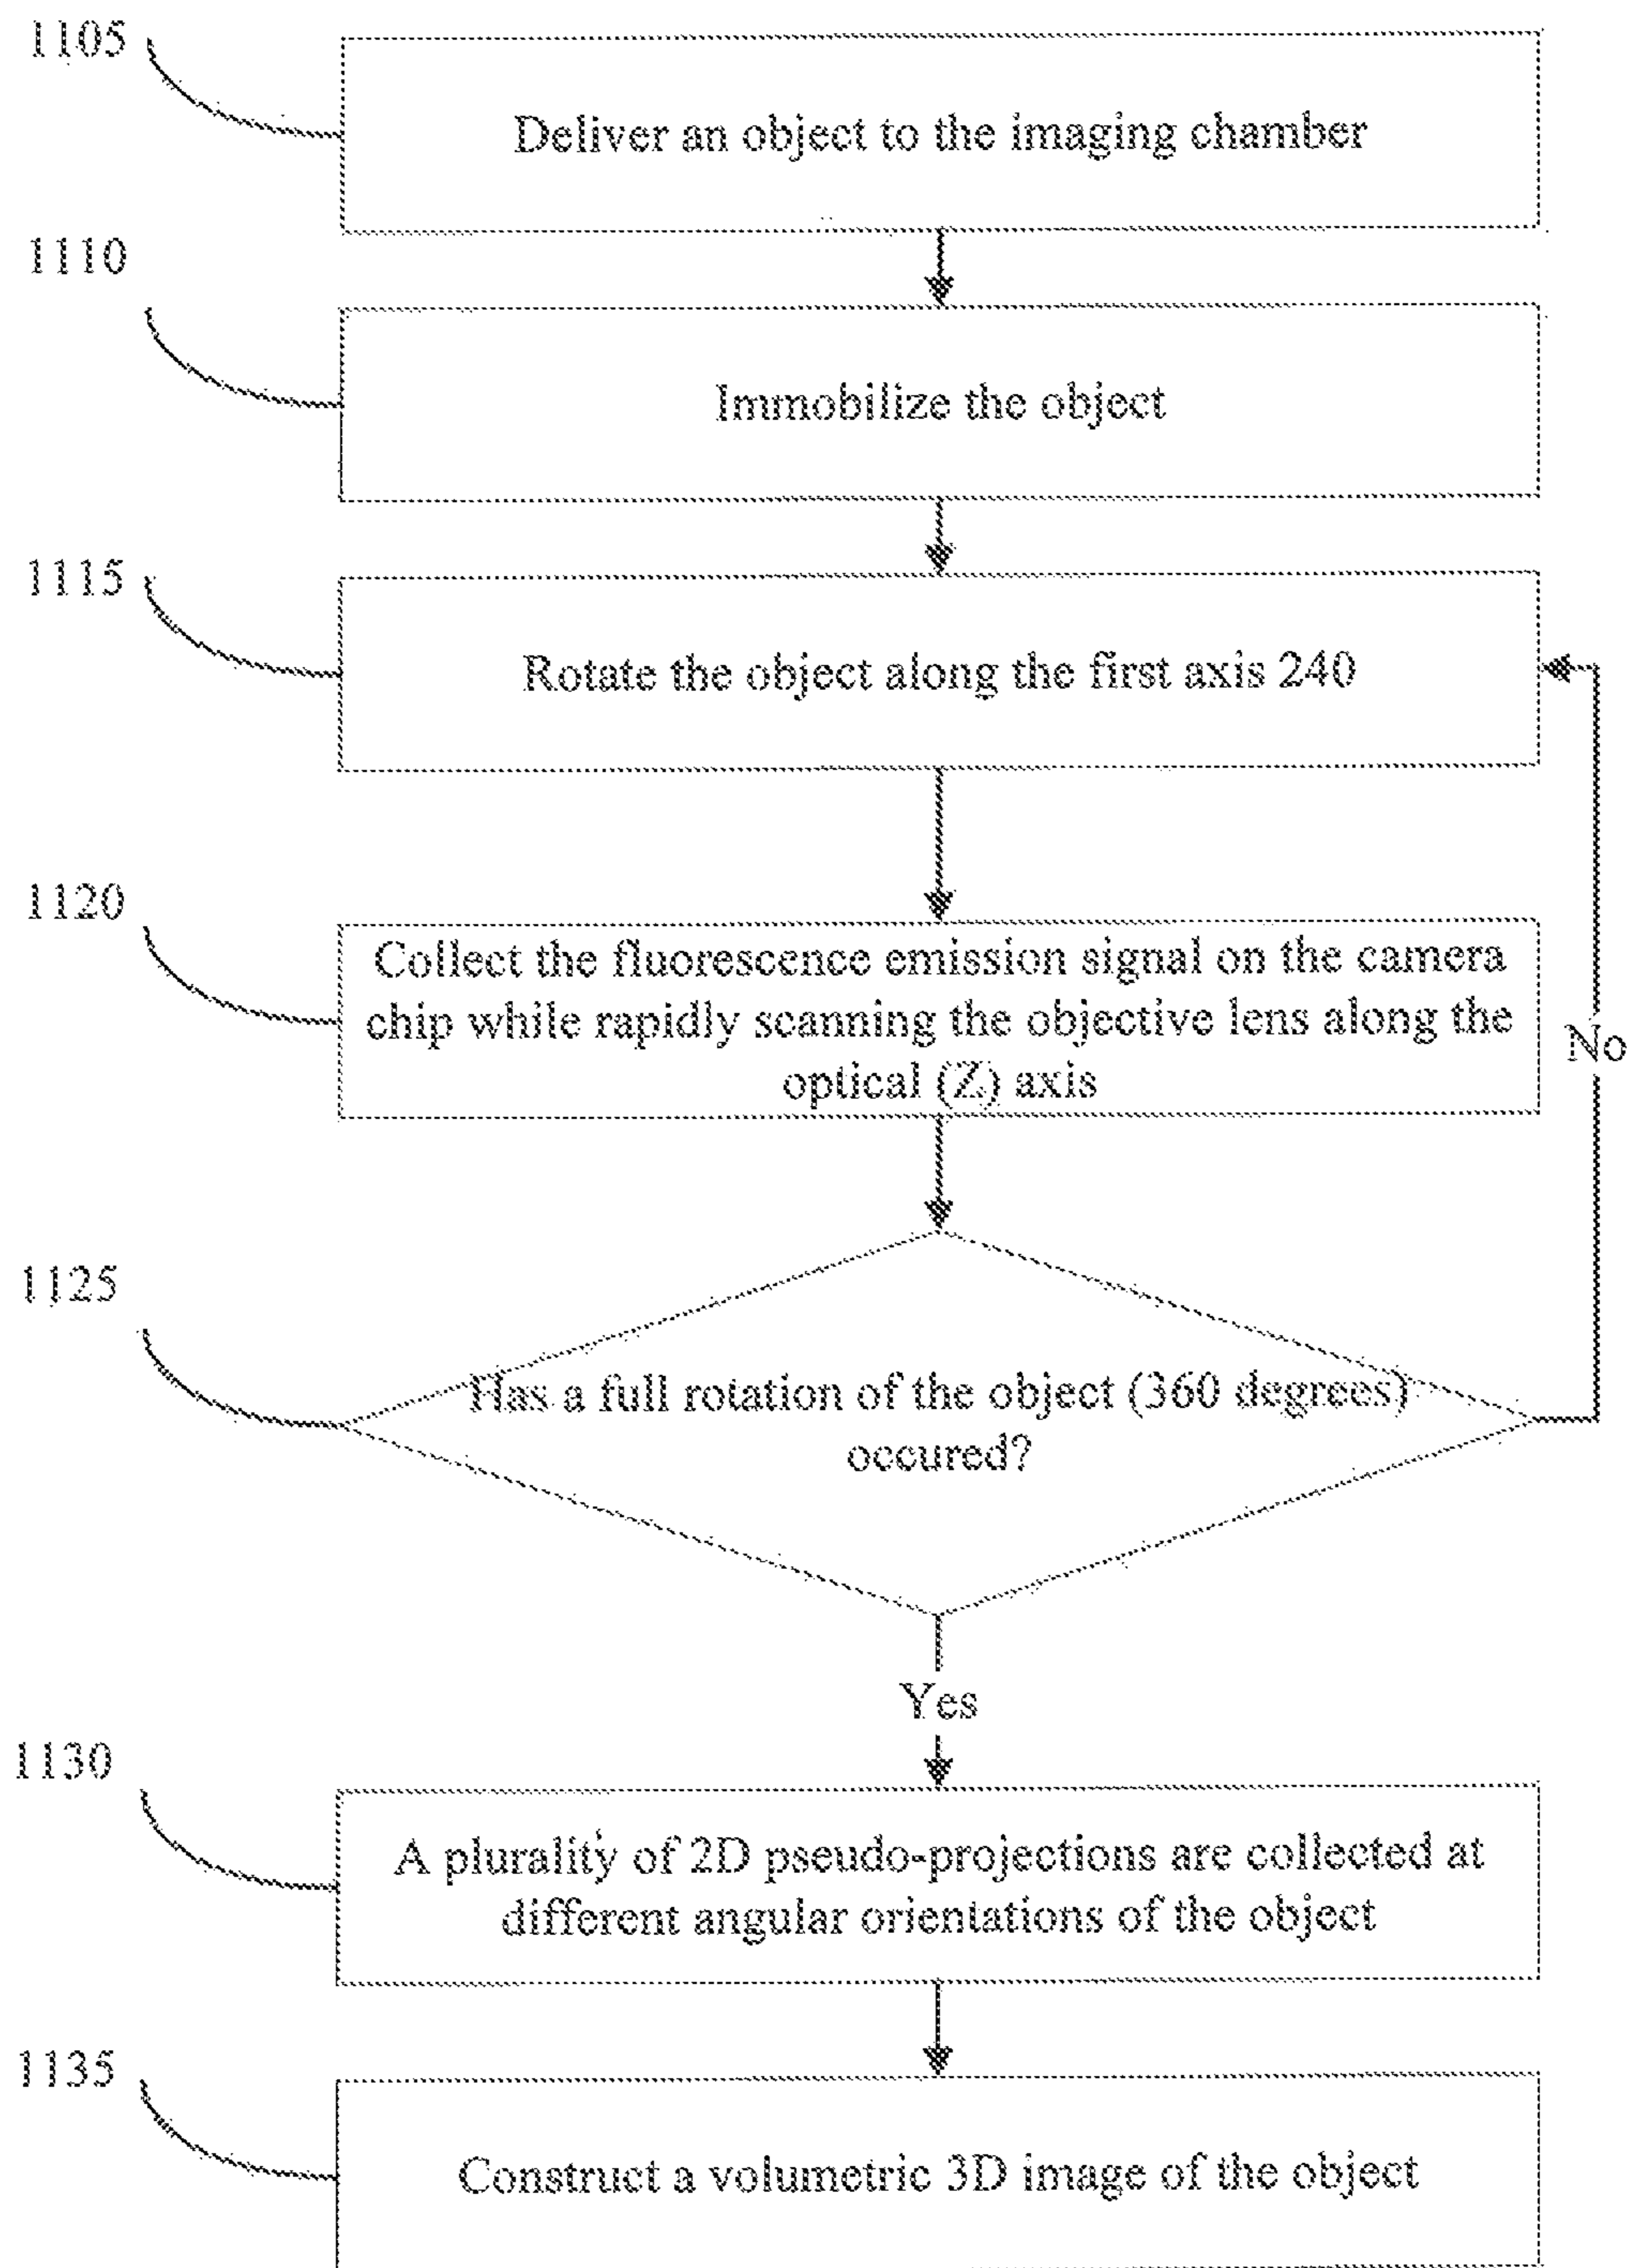 1105
Deliver an object to the imaging chamber
1110
Immobilize the object
1115
Rotate the object along the first axis 240
1120
Collect the fluorescence emission signal on the camera
chip while rapidly scanning the objective lens along the
optical (Z) axis
No
1125
Has a full rotation of the object (360 degrees)
occured?
Yes
1130
A plurality of 2D pseudo-projections are collected at
different angular orientations of the object
1135
Construct a volumetric 3D image of the object